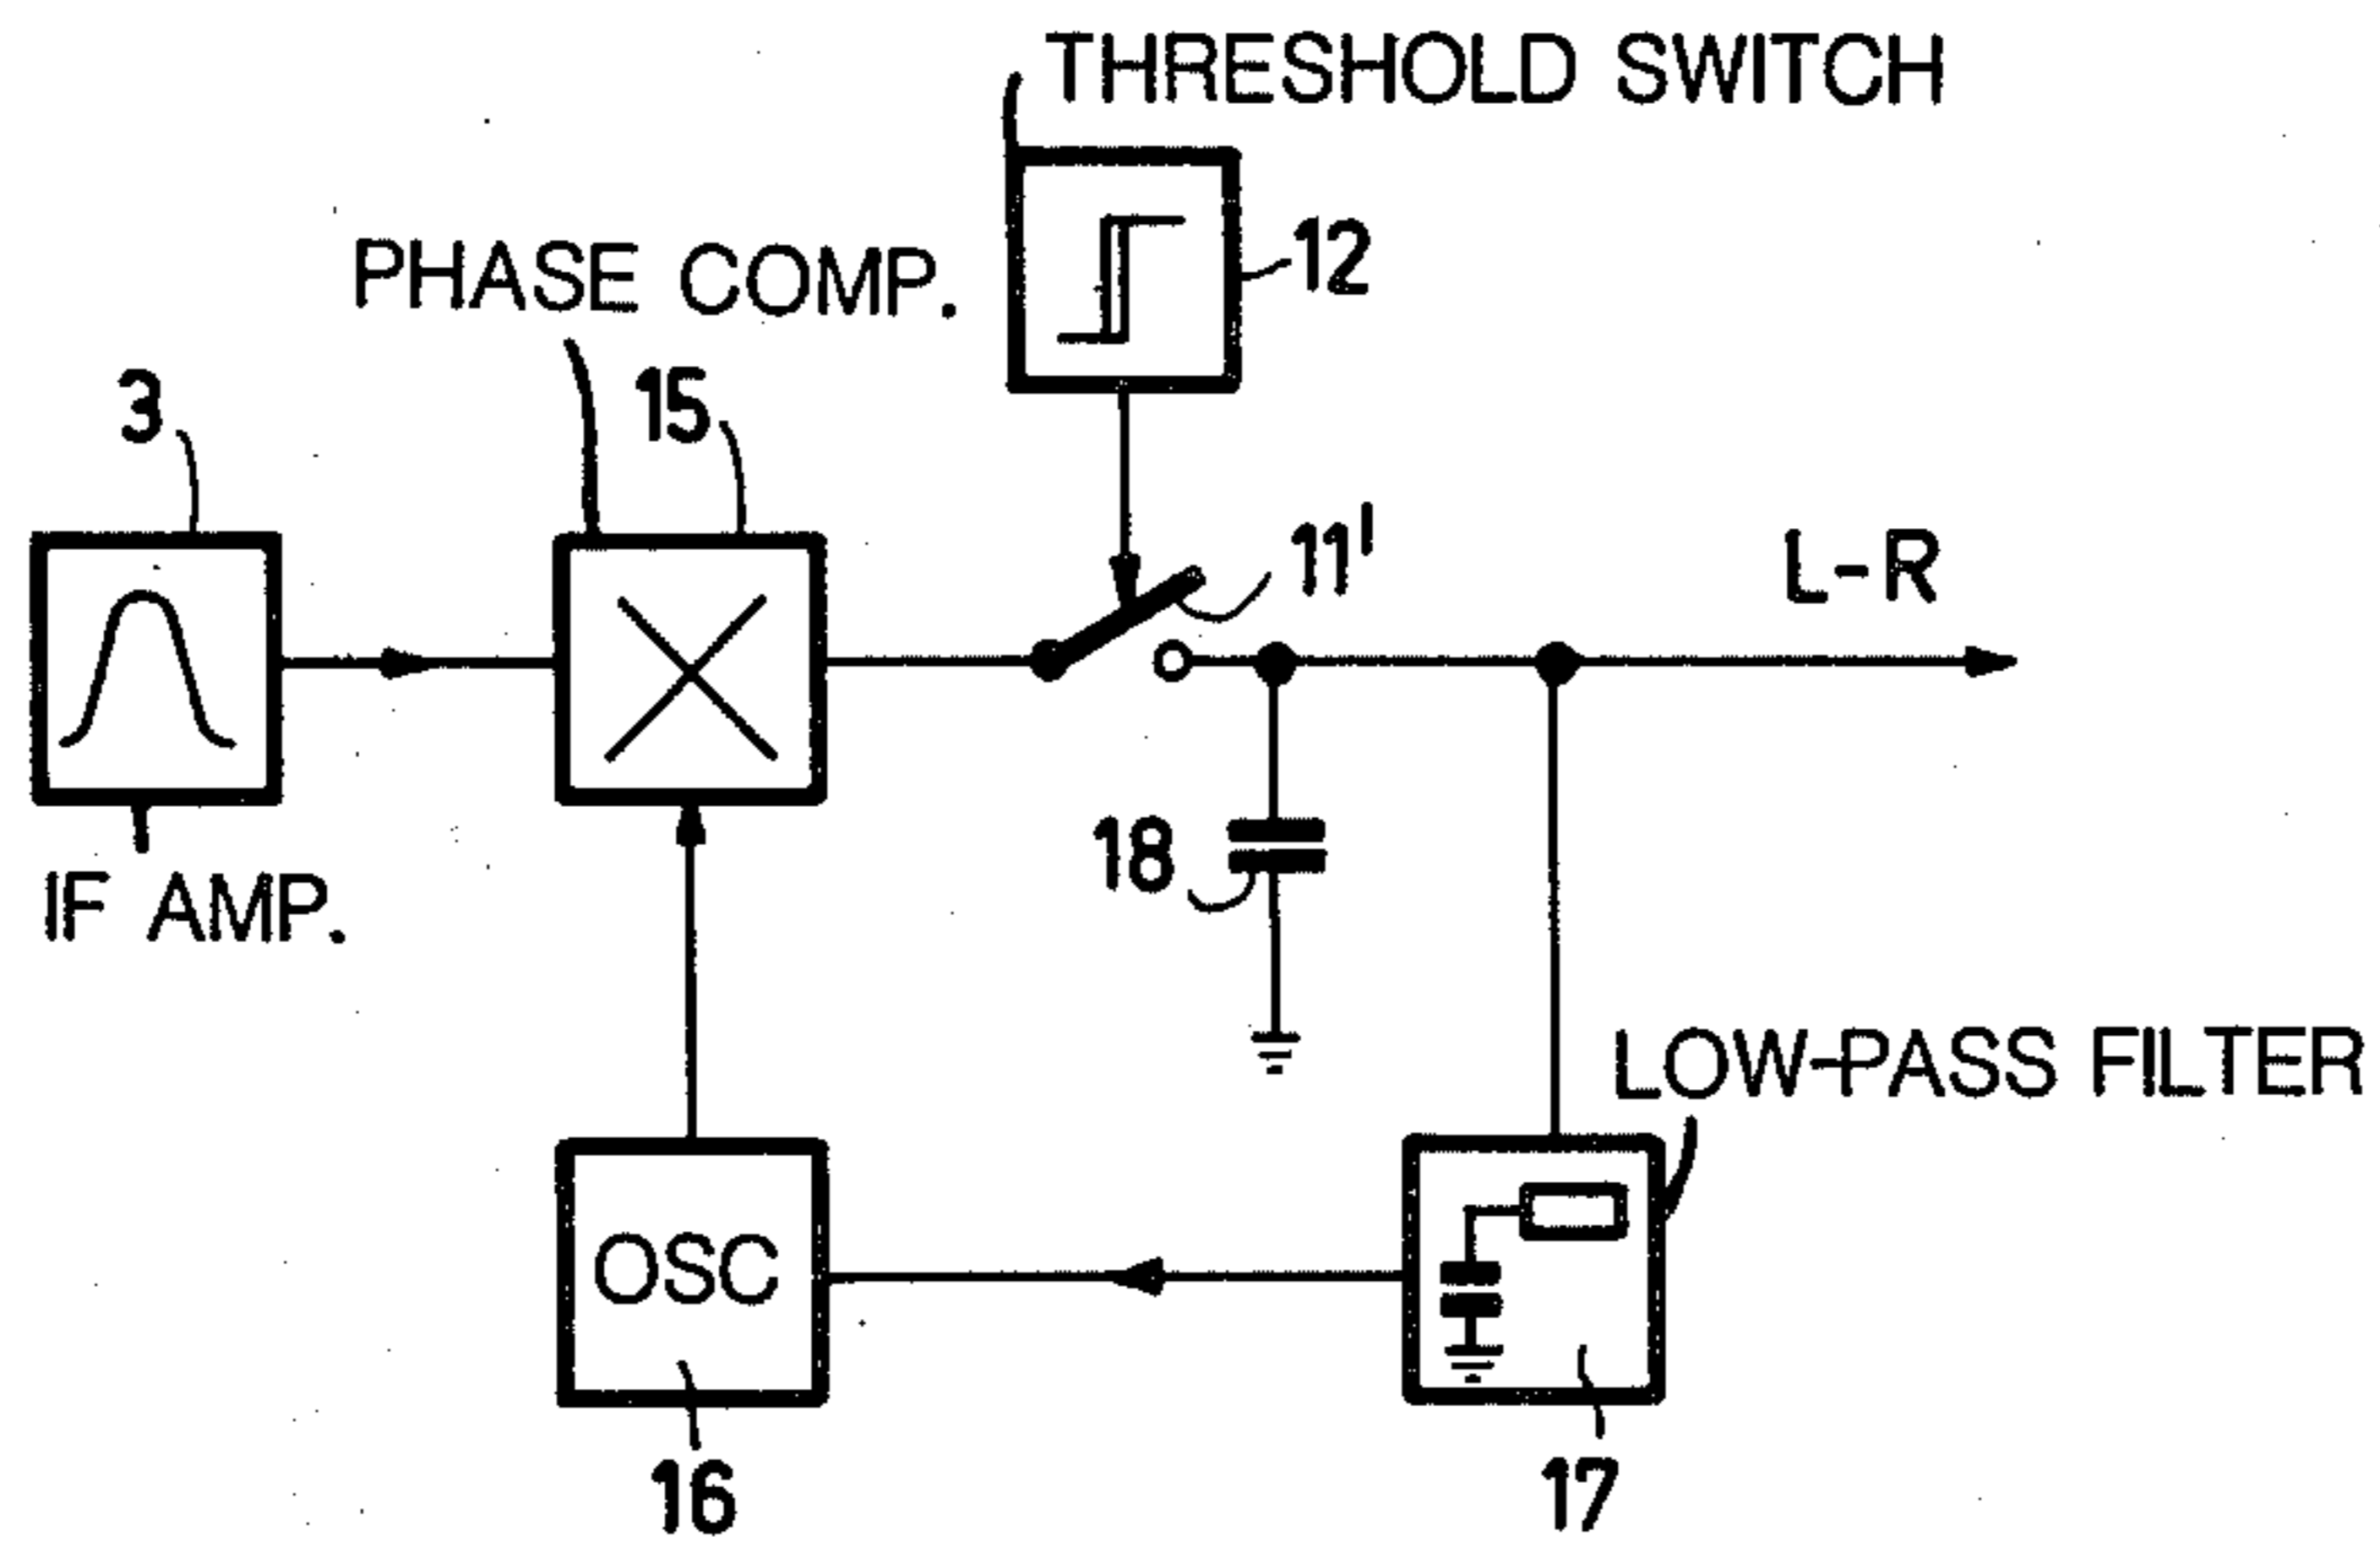 THRESHOLD SWITCH
12
PHASE COMP.
3
15
11'
L-R
18
IF AMP.
LOW-PASS FILTER
OSC
16
17